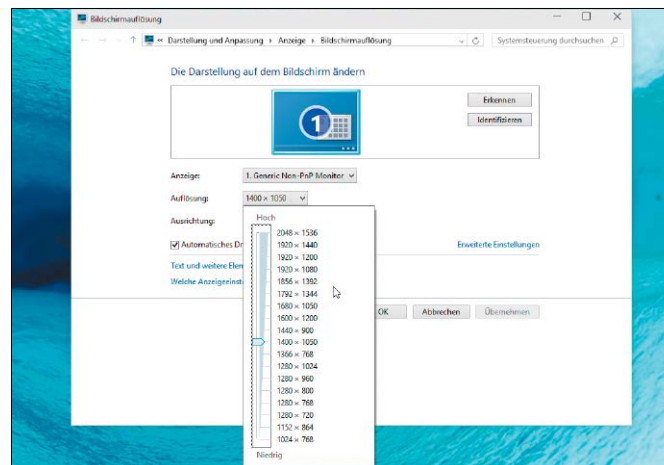 Bildschirmauflösung
« Darstellung und Anpassung › Anzeige › Bildschirmauflösung
Systemsteuerung durchsuchen
Die Darstellung auf dem Bildschirm ändern
1
Erkennen
Identifizieren
Anzeige:
1. Generic Non-PnP Monitor
Auflösung:
1400 × 1050
Ausrichtung:
Hoch
2048 × 1536
1920 × 1440
1920 × 1200
1920 × 1080
1856 × 1392
1792 × 1344
1680 × 1050
1600 × 1200
1440 × 900
1400 × 1050
1366 × 768
1280 × 1024
1280 × 960
1280 × 800
1280 × 768
1280 × 720
1152 × 864
1024 × 768
Niedrig
Automatisches Dr
Erweiterte Einstellungen
Text und weitere Elem
Welche Anzeigeinst
OK
Abbrechen
Übernehmen